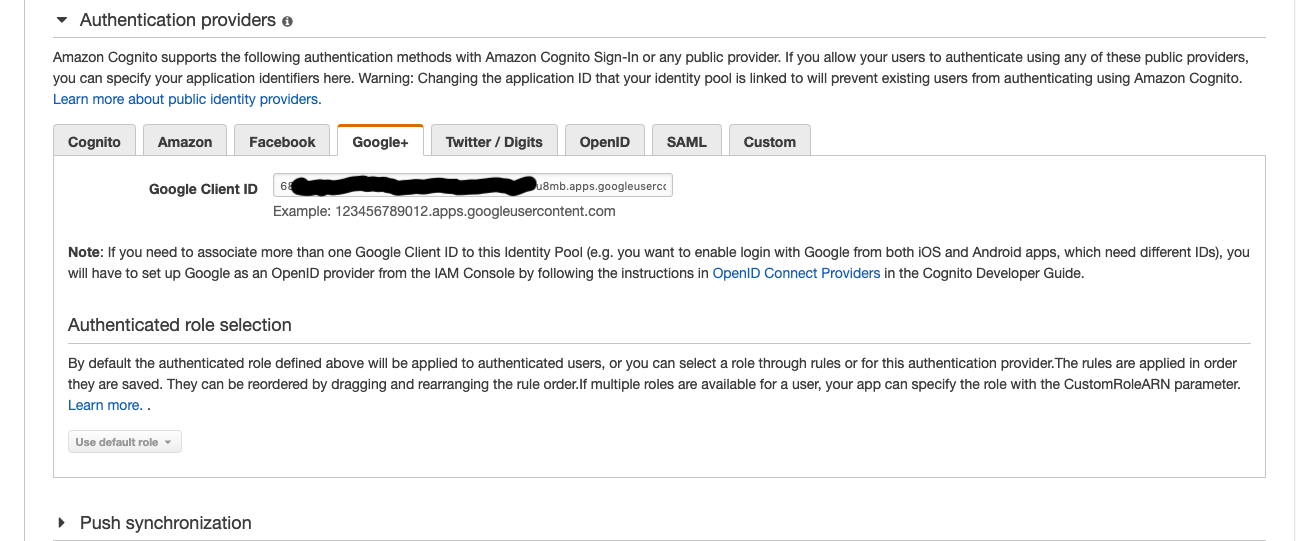 Authentication providers
Amazon Cognito supports the following authentication methods with Amazon Cognito Sign-In or any public provider. If you allow your users to authenticate using any of these public providers,
you can specify your application identifiers here. Warning: Changing the application ID that your identity pool is linked to will prevent existing users from authenticating using Amazon Cognito.
Learn more about public identity providers.
Cognito Amazon Facebook Google+ Twitter / Digits OpenID SAML Custom
Google Client ID 68 u8mb.apps.googleuserco
Example: 123456789012.apps.googleusercontent.com
Note: If you need to associate more than one Google Client ID to this Identity Pool (e.g. you want to enable login with Google from both iOS and Android apps, which need different IDs), you
will have to set up Google as an OpenID provider from the IAM Console by following the instructions in OpenID Connect Providers in the Cognito Developer Guide.
Authenticated role selection
By default the authenticated role defined above will be applied to authenticated users, or you can select a role through rules or for this authentication provider.The rules are applied in order
they are saved. They can be reordered by dragging and rearranging the rule order.If multiple roles are available for a user, your app can specify the role with the CustomRoleARN parameter.
Learn more. .
Use default role
Push synchronization